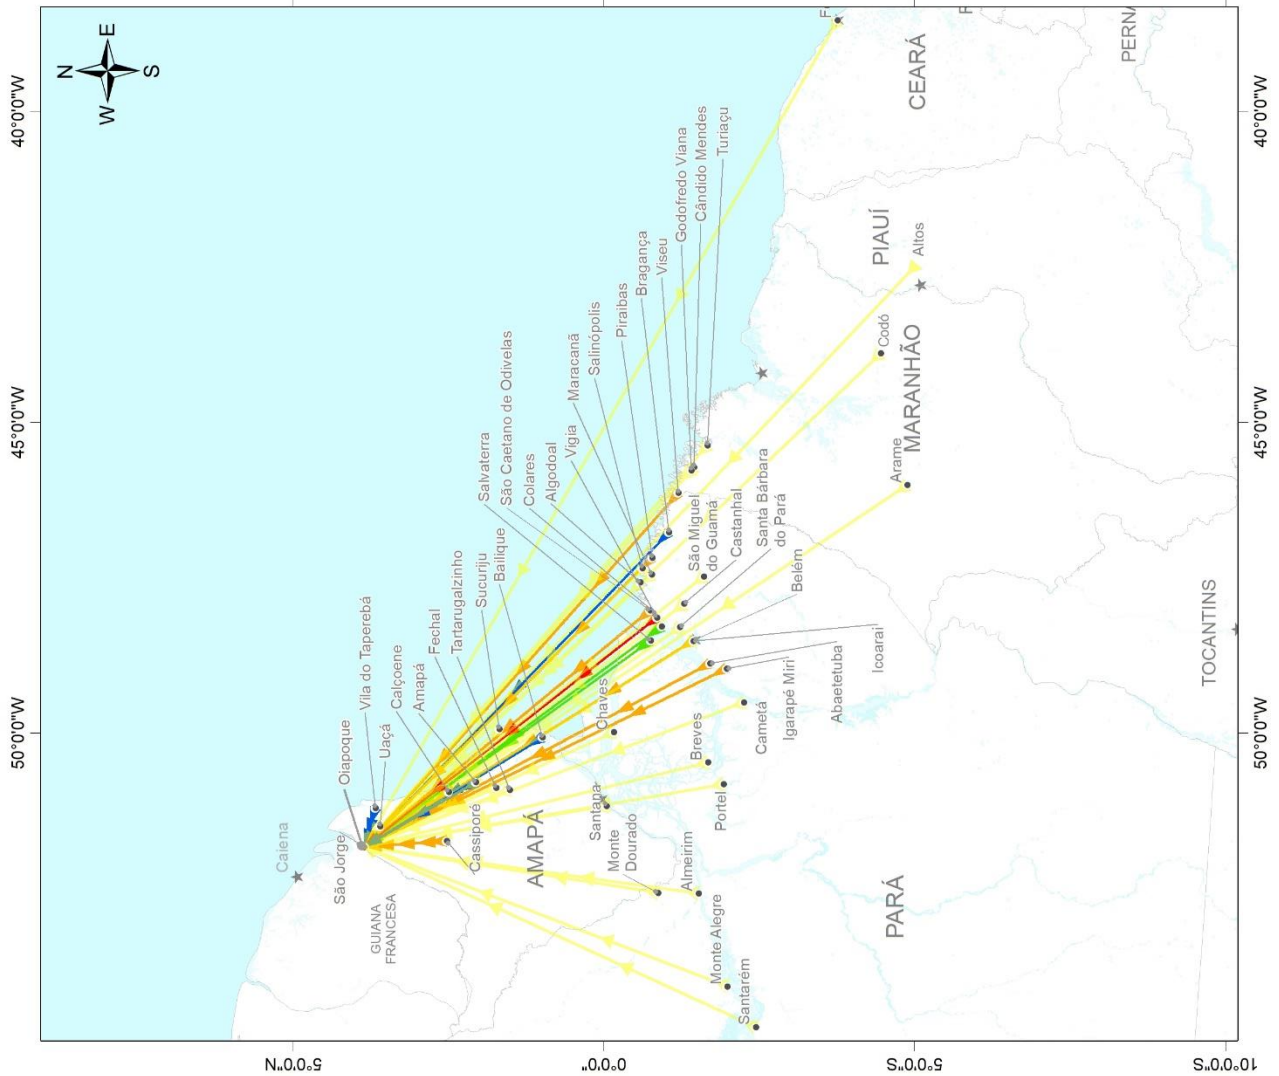 40°0'0"W
45°0'0"W
50°0'0"W
N
W
E
S
5°0'0"N
0°0'0"
5°0'0"S
10°0'0"S
Caiena
São Jorge
GUIANA
FRANCESA
Oiapoque
Vila do Taperebá
Uaçá
Calçoene
Amapá
Fechal
Tartarugalzinho
Sucuriju
Bailique
Salvaterra
São Caetano de Odivelas
Colares
Algodoal
Vigia
Maracanã
Salinópolis
Piraibas
Bragança
Viseu
Godofredo Viana
Cândido Mendes
Turiaçu
F
CEARÁ
PERNA
PIAUÍ
Altos
Codó
MARANHÃO
Arame
São Miguel
do Guamá
Castanhal
Santa Bárbara
do Pará
Belém
Icoarai
Abaetetuba
Igarapé Miri
Cametá
Chaves
Breves
Portel
Santana
Cassiporé
AMAPÁ
Monte
Dourado
Almeirim
Monte Alegre
Santarém
PARÁ
TOCANTINS
40°0'0"W
45°0'0"W
50°0'0"W